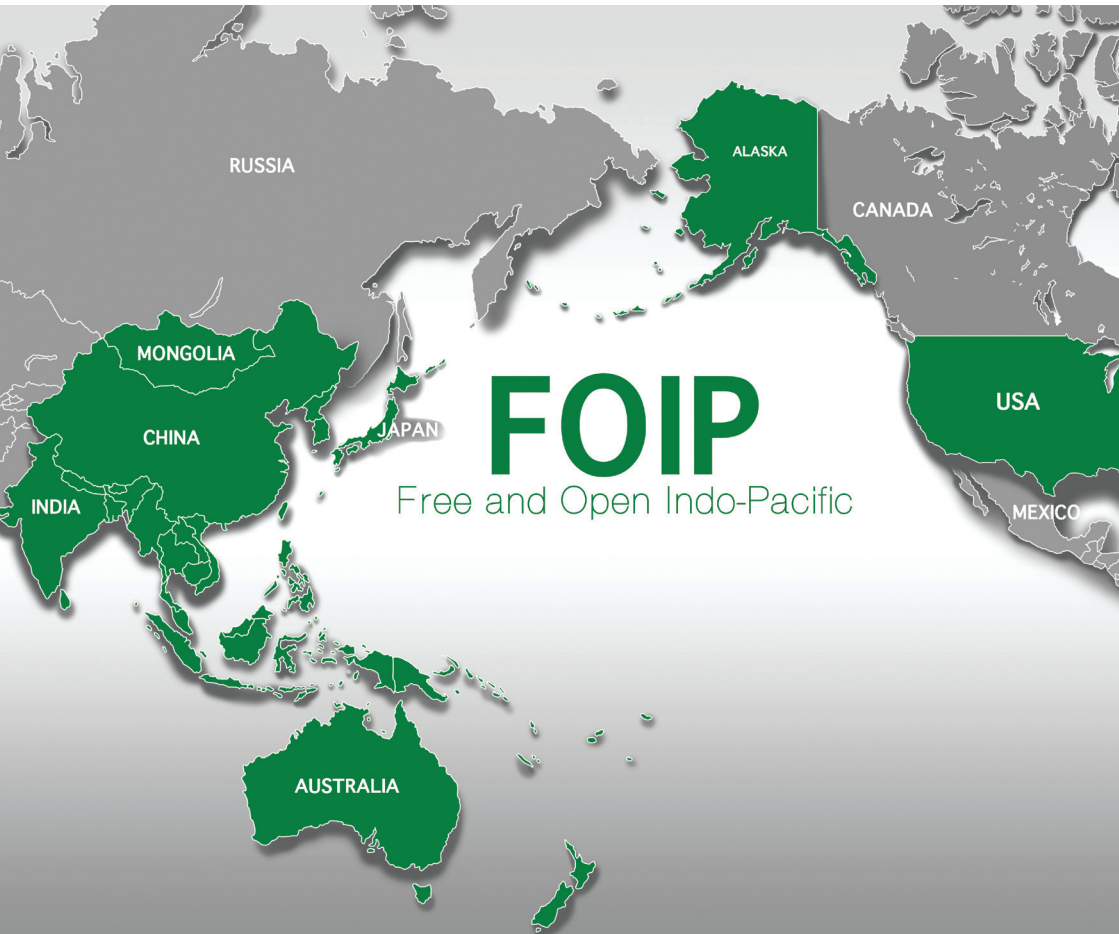 RUSSIA
ALASKA
CANADA
MONGOLIA
CHINA
JAPAN
USA
INDIA
MEXICO
FOIP
Free and Open Indo-Pacific
AUSTRALIA